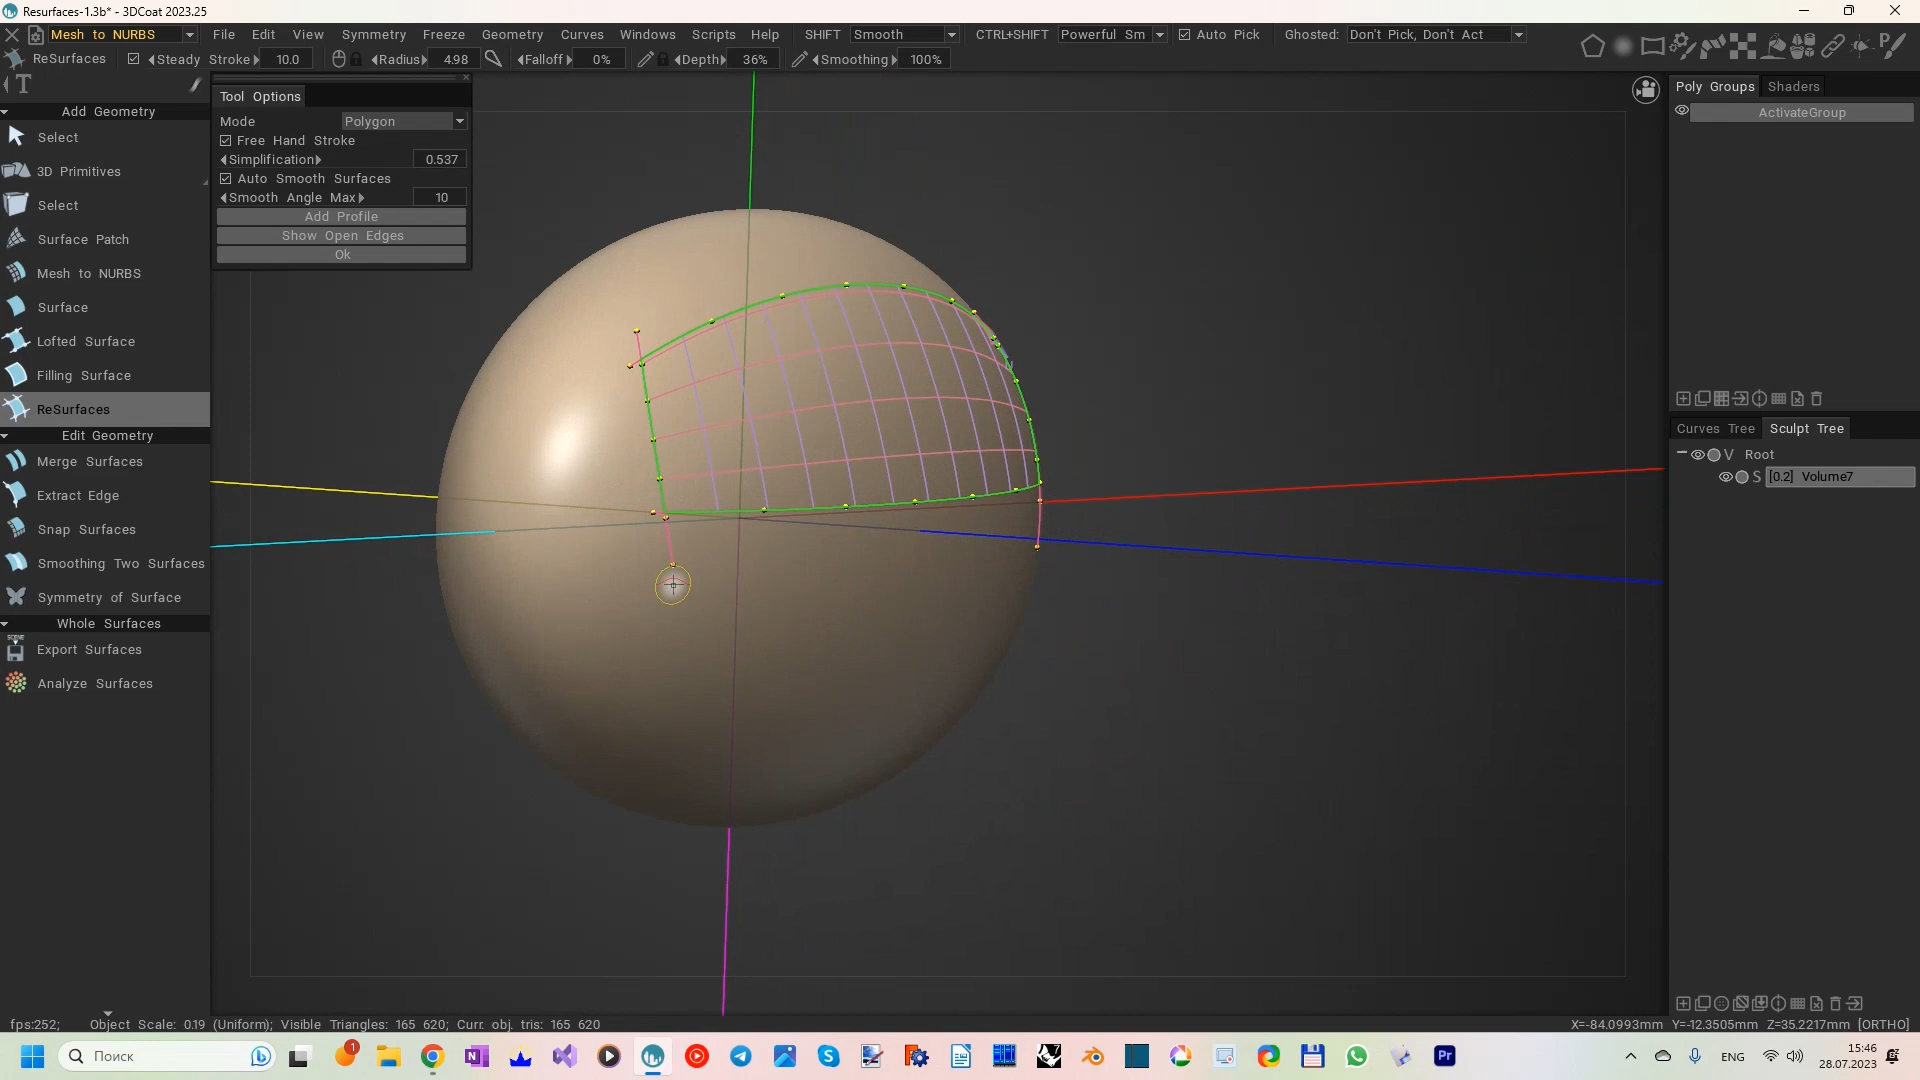 Resurfaces-1.3b* - 3DCoat 2023.25
Mesh to NURBS File Edit View Symmetry Freeze Geometry Curves Windows Scripts Help SHIFT Smooth CTRL+SHIFT Powerful Sm Auto Pick Ghosted: Don't Pick, Don't Act
ReSurfaces Steady Stroke 10.0 Radius 4.98 Falloff 0% Depth 36% Smoothing 100%
T
Add Geometry
Select
3D Primitives
Select
Surface Patch
Mesh to NURBS
Surface
Lofted Surface
Filling Surface
ReSurfaces
Edit Geometry
Merge Surfaces
Extract Edge
Snap Surfaces
Smoothing Two Surfaces
Symmetry of Surface
Whole Surfaces
Export Surfaces
Analyze Surfaces
Tool Options
Mode Polygon
Free Hand Stroke
Simplification 0.537
Auto Smooth Surfaces
Smooth Angle Max 10
Add Profile
Show Open Edges
Ok
Poly Groups Shaders
ActivateGroup
Curves Tree Sculpt Tree
V Root
S [0.2] Volume7
fps:252; Object Scale: 0.19 (Uniform); Visible Triangles: 165 620; Curr. obj. tris: 165 620
X=-84.0993mm Y=-12.3505mm Z=35.2217mm [ORTHO]
Поиск
1
Pr
ENG
15:46
28.07.2023